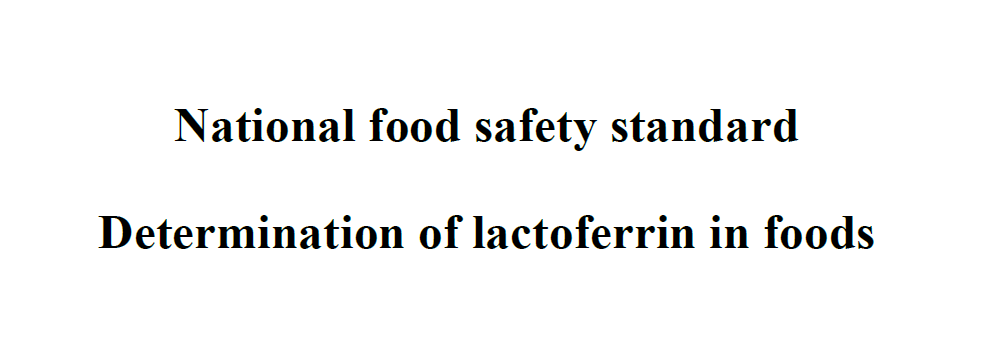 National food safety standard
Determination of lactoferrin in foods